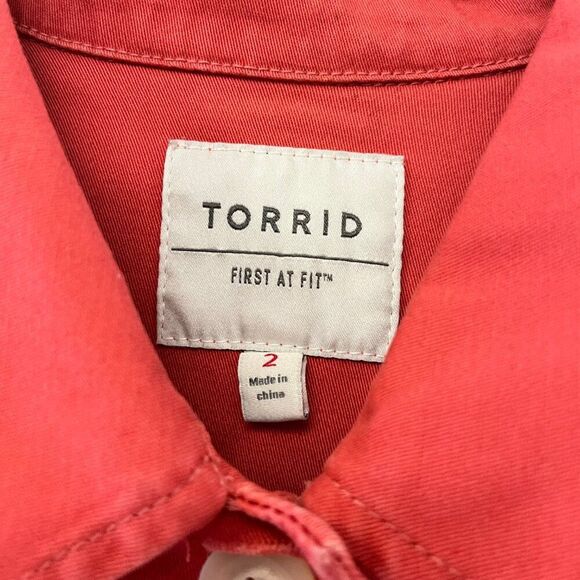 TORRID
FIRST AT FIT™
2
Made in
china